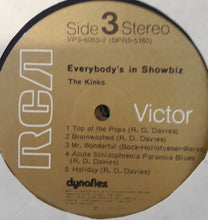 Side 3 Stereo
VPS-6065-2 (BPRS-5180)
Everybody's in Showbiz
The Kinks
RCA
Victor
1 Top of the Pops (R. D. Davies)
2 Brainwashed (R. D. Davies)
3 Mr. Wonderful (Bock-Hollofcener-Weiss)
4 Acute Schizophrenia Paranoia Blues
(R. D. Davies)
5 Holiday (R. D. Davies)
dynaflex